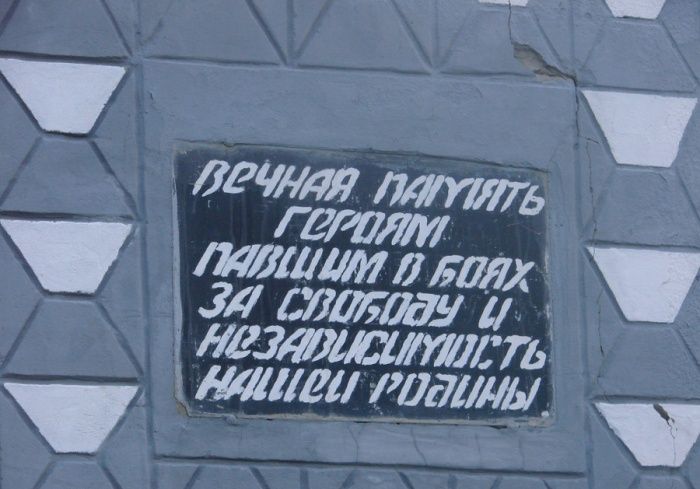 ВЕЧНАЯ ПАМЯТЬ
ГЕРОЯМ
ПАВШИМ В БОЯХ
ЗА СВОБОДУ И
НЕЗАВИСИМОСТЬ
НАШЕЙ РОДИНЫ